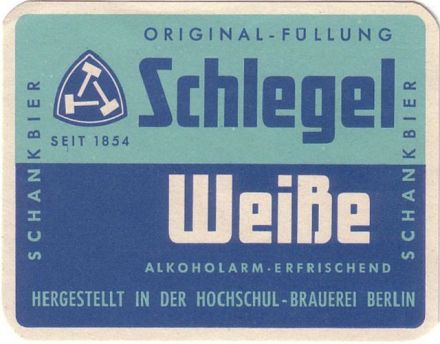 ORIGINAL-FÜLLUNG
Schlegel
SEIT 1854
SCHANKBIER
SCHANKBIER
Weiße
ALKOHOLARM-ERFRISCHEND
HERGESTELLT IN DER HOCHSCHUL-BRAUEREI BERLIN